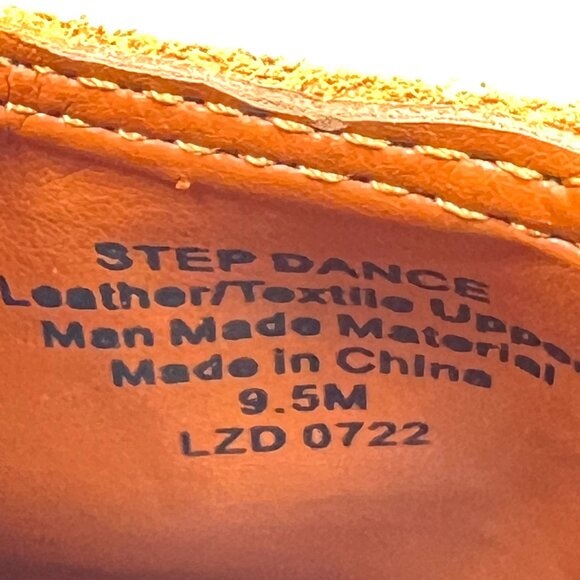 STEP DANCE
Leather/Textile Upper
Man Made Material
Made in China
9.5M
LZD 0722